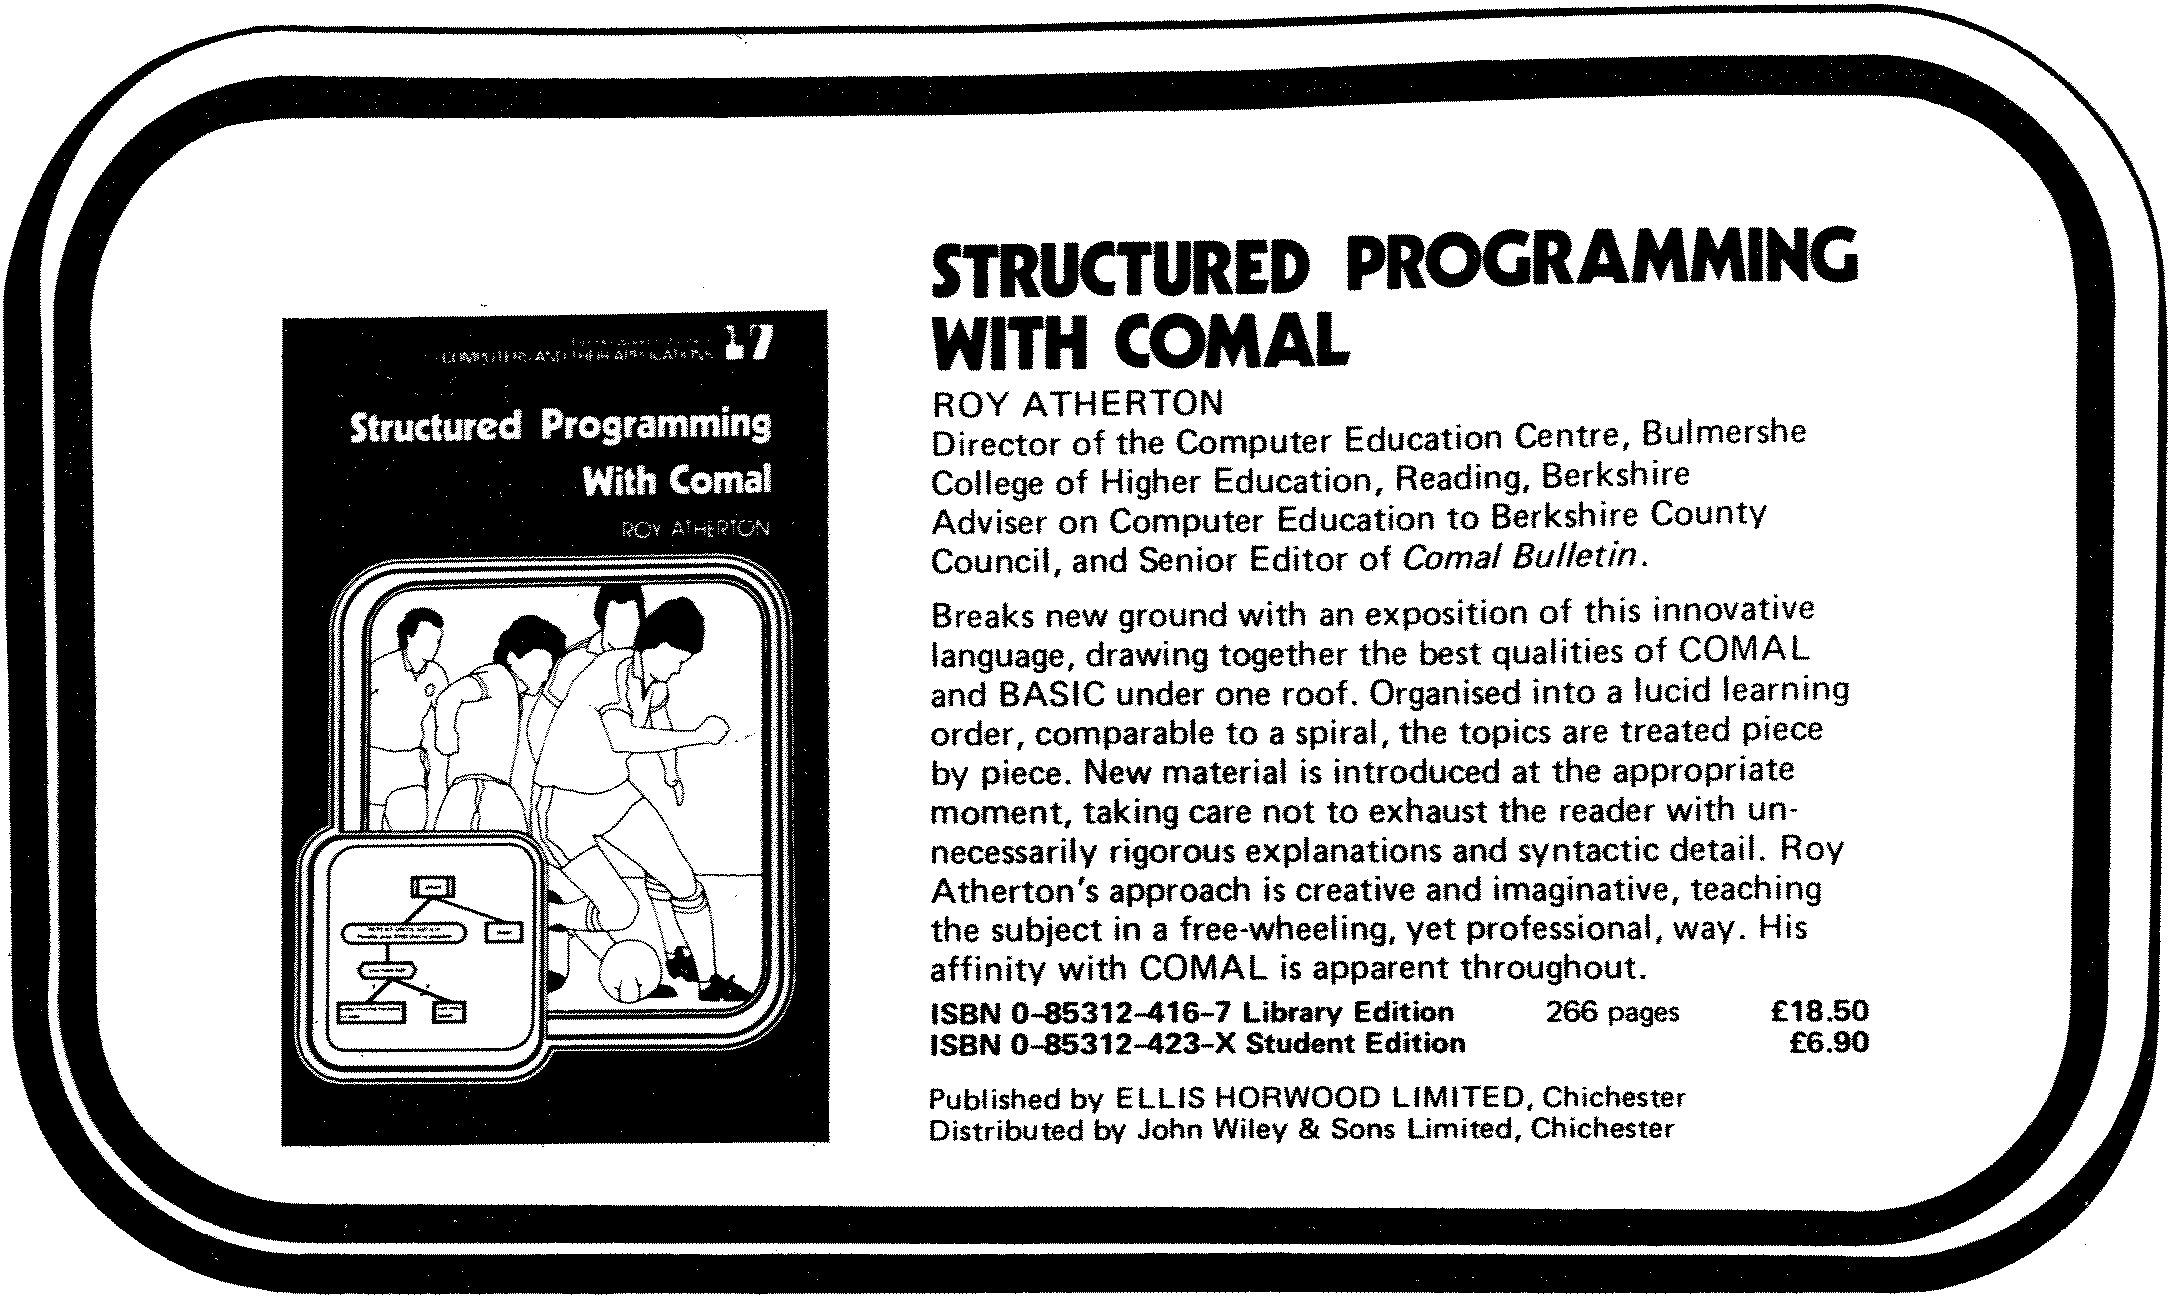 17
COMPUTERS AND THEIR APPLICATIONS
Structured Programming
With Comal
ROY ATHERTON
STRUCTURED PROGRAMMING
WITH COMAL
ROY ATHERTON
Director of the Computer Education Centre, Bulmershe
College of Higher Education, Reading, Berkshire
Adviser on Computer Education to Berkshire County
Council, and Senior Editor of Comal Bulletin.
Breaks new ground with an exposition of this innovative
language, drawing together the best qualities of COMAL
and BASIC under one roof. Organised into a lucid learning
order, comparable to a spiral, the topics are treated piece
by piece. New material is introduced at the appropriate
moment, taking care not to exhaust the reader with un-
necessarily rigorous explanations and syntactic detail. Roy
Atherton's approach is creative and imaginative, teaching
the subject in a free-wheeling, yet professional, way. His
affinity with COMAL is apparent throughout.
ISBN 0–85312–416–7 Library Edition 266 pages £18.50
ISBN 0–85312–423–X Student Edition £6.90
Published by ELLIS HORWOOD LIMITED, Chichester
Distributed by John Wiley & Sons Limited, Chichester